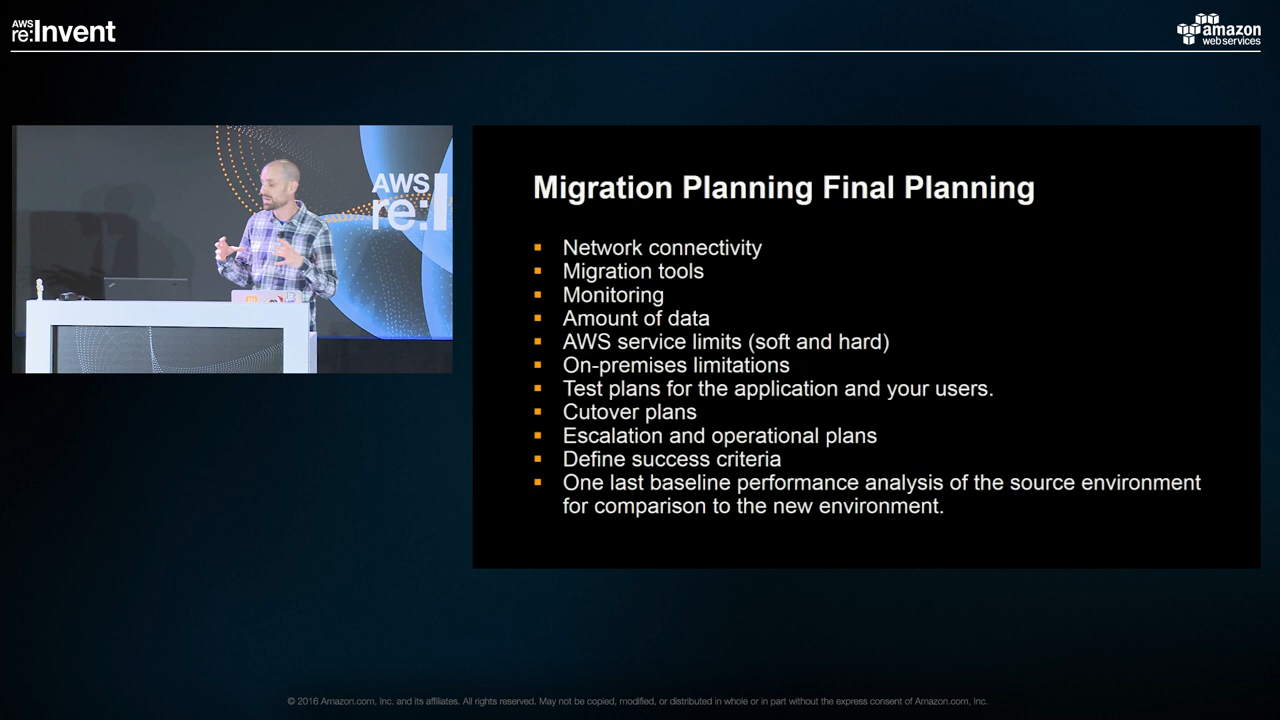 AWS
re:Invent
amazon
web services
AWS
re:I
Migration Planning Final Planning
Network connectivity
Migration tools
Monitoring
Amount of data
AWS service limits (soft and hard)
On-premises limitations
Test plans for the application and your users.
Cutover plans
Escalation and operational plans
Define success criteria
One last baseline performance analysis of the source environment
for comparison to the new environment.
© 2016 Amazon.com, Inc. and its affiliates. All rights reserved. May not be copied, modified, or distributed in whole or in part without the express consent of Amazon.com, Inc.